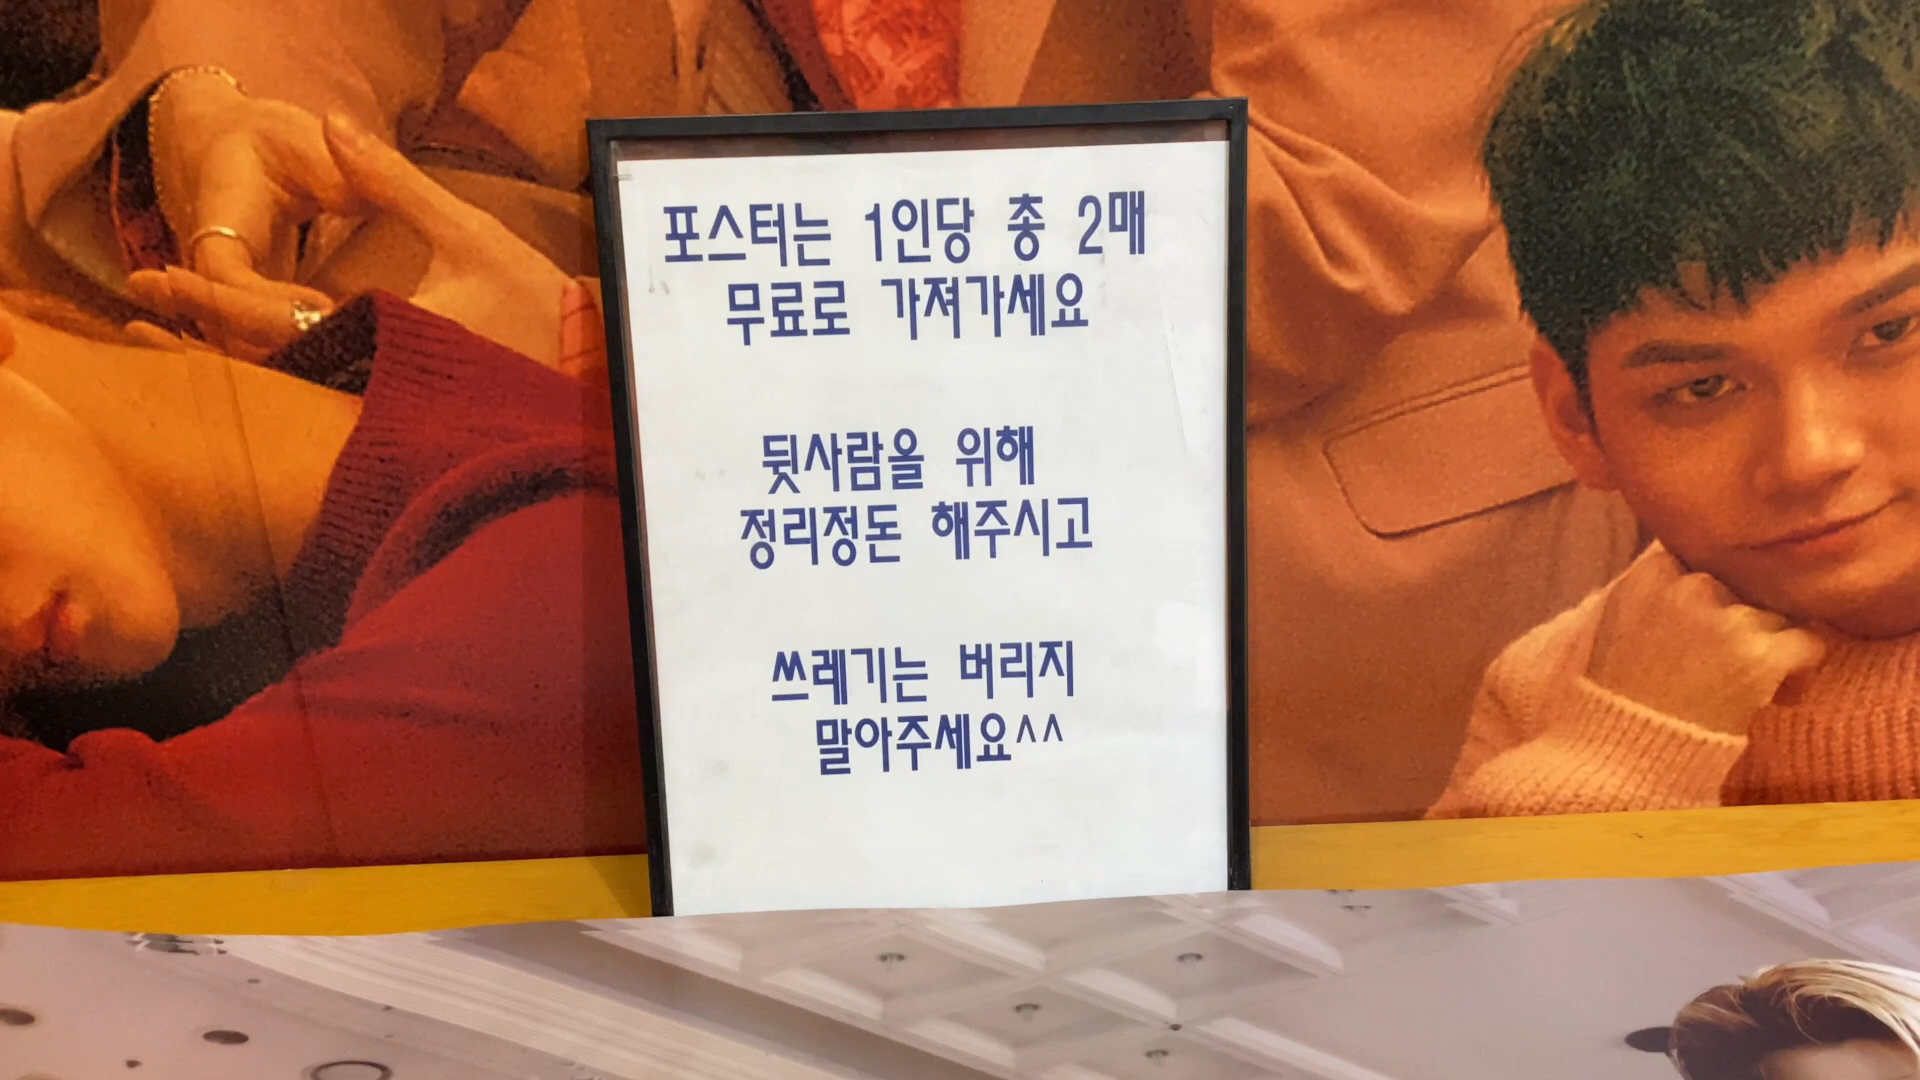 포스터는 1인당 총 2매
무료로 가져가세요
뒷사람을 위해
정리정돈 해주시고
쓰레기는 버리지
말아주세요^^